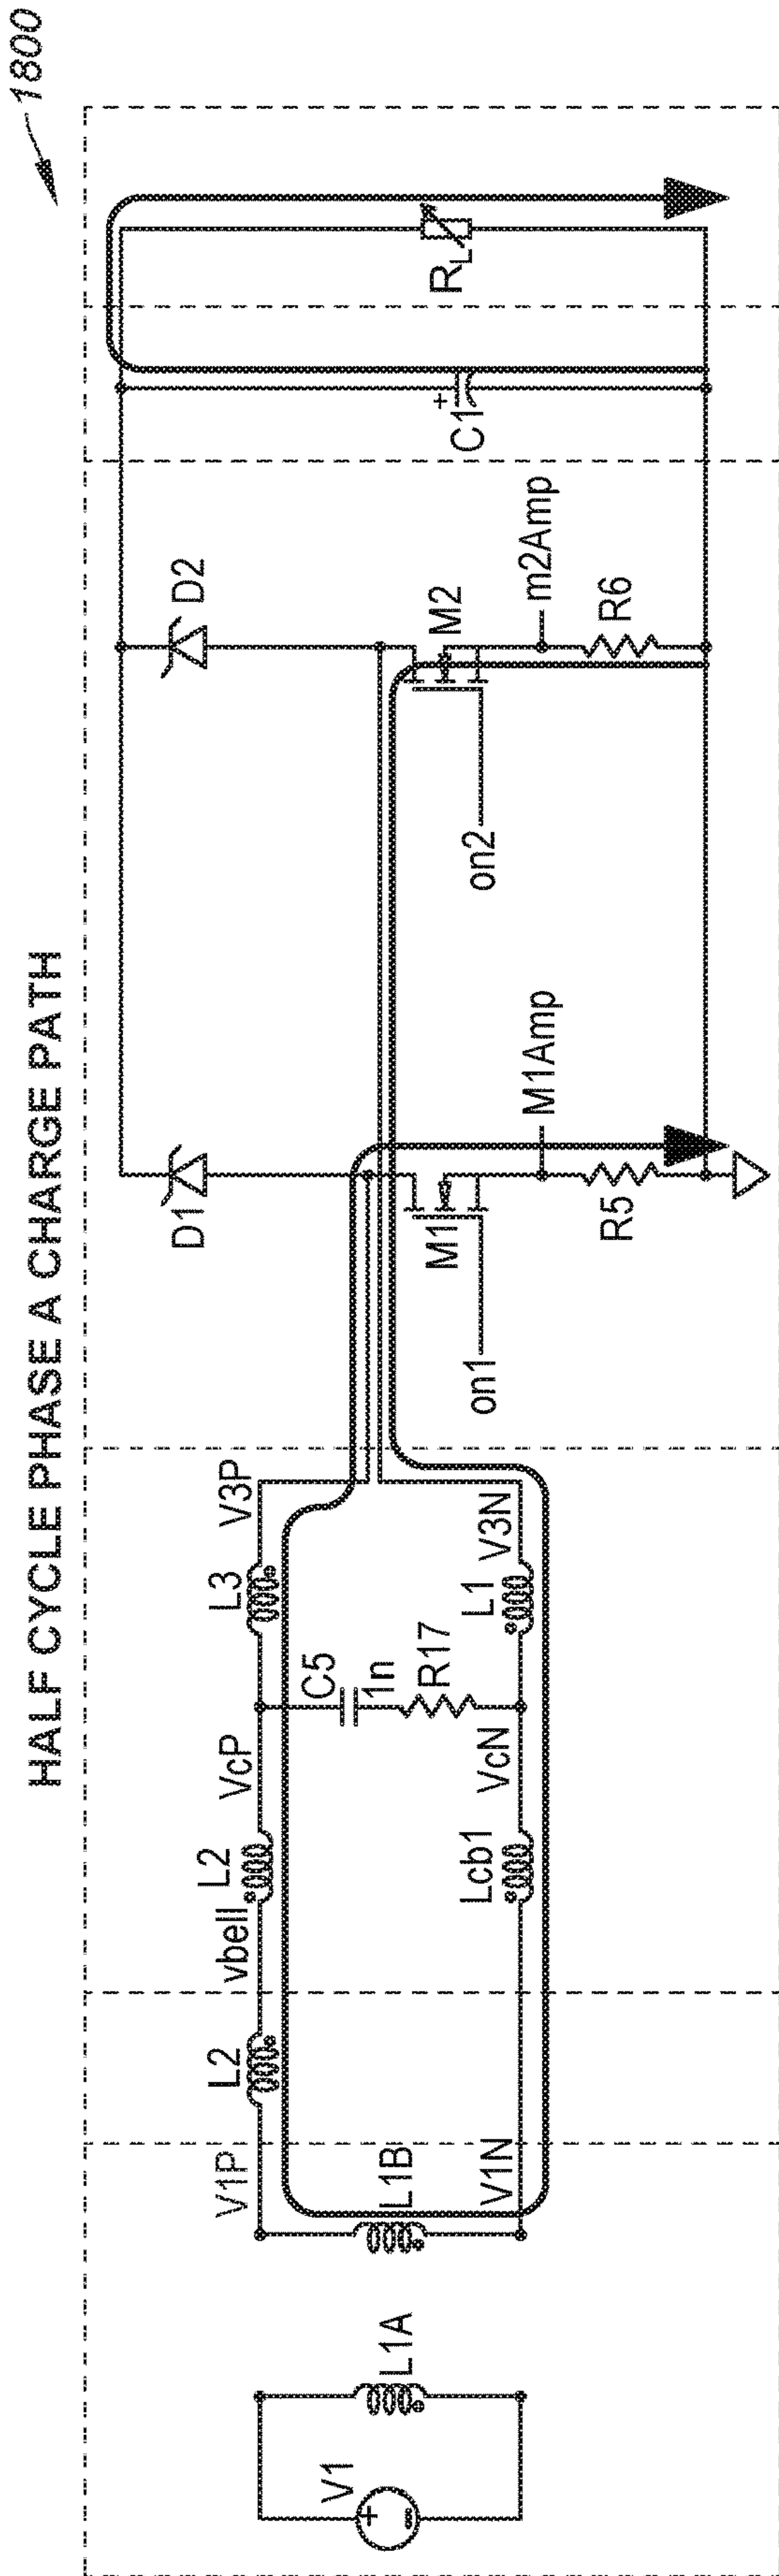 1800
HALF CYCLE PHASE A CHARGE PATH
V1
+
L1A
V1P
L1B
V1N
L2
vbell
L2
VcP
L3
V3P
C5
1n
R17
Lcb1
VcN
L1
V3N
D1
M1
on1
M1Amp
R5
D2
M2
on2
m2Amp
R6
+
C1
RL